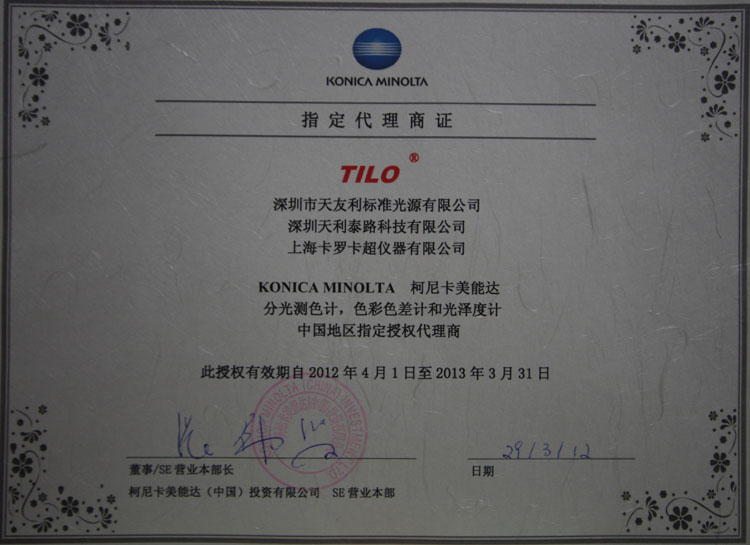 KONICA MINOLTA
指定代理商证
TILO®
深圳市天友利标准光源有限公司
深圳天利泰路科技有限公司
上海卡罗卡超仪器有限公司
KONICA MINOLTA 柯尼卡美能达
分光测色计，色彩色差计和光泽度计
中国地区指定授权代理商
此授权有效期自 2012 年 4 月 1 日至 2013 年 3 月 31 日
MINOLTA (CHINA) INVESTMENT LTD.
29/3/12
董事/SE 营业本部长
日期
柯尼卡美能达（中国）投资有限公司 SE 营业本部